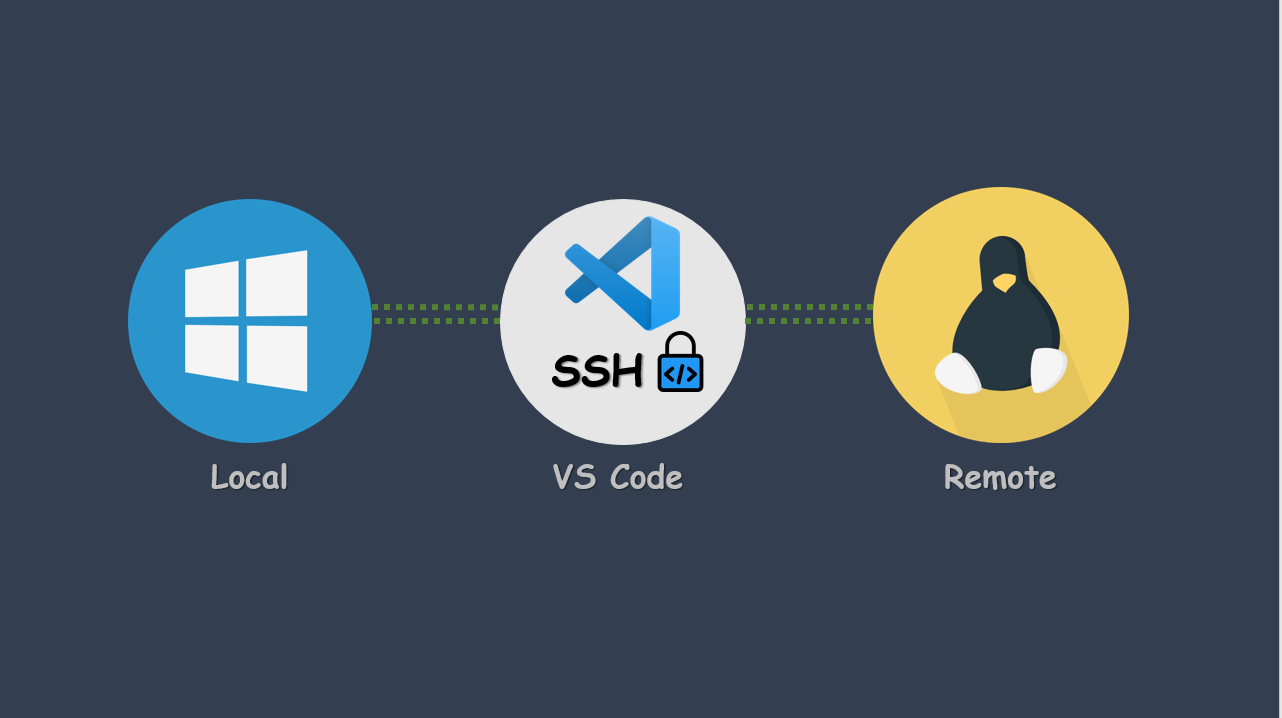 SSH
</>
Local
VS Code
Remote